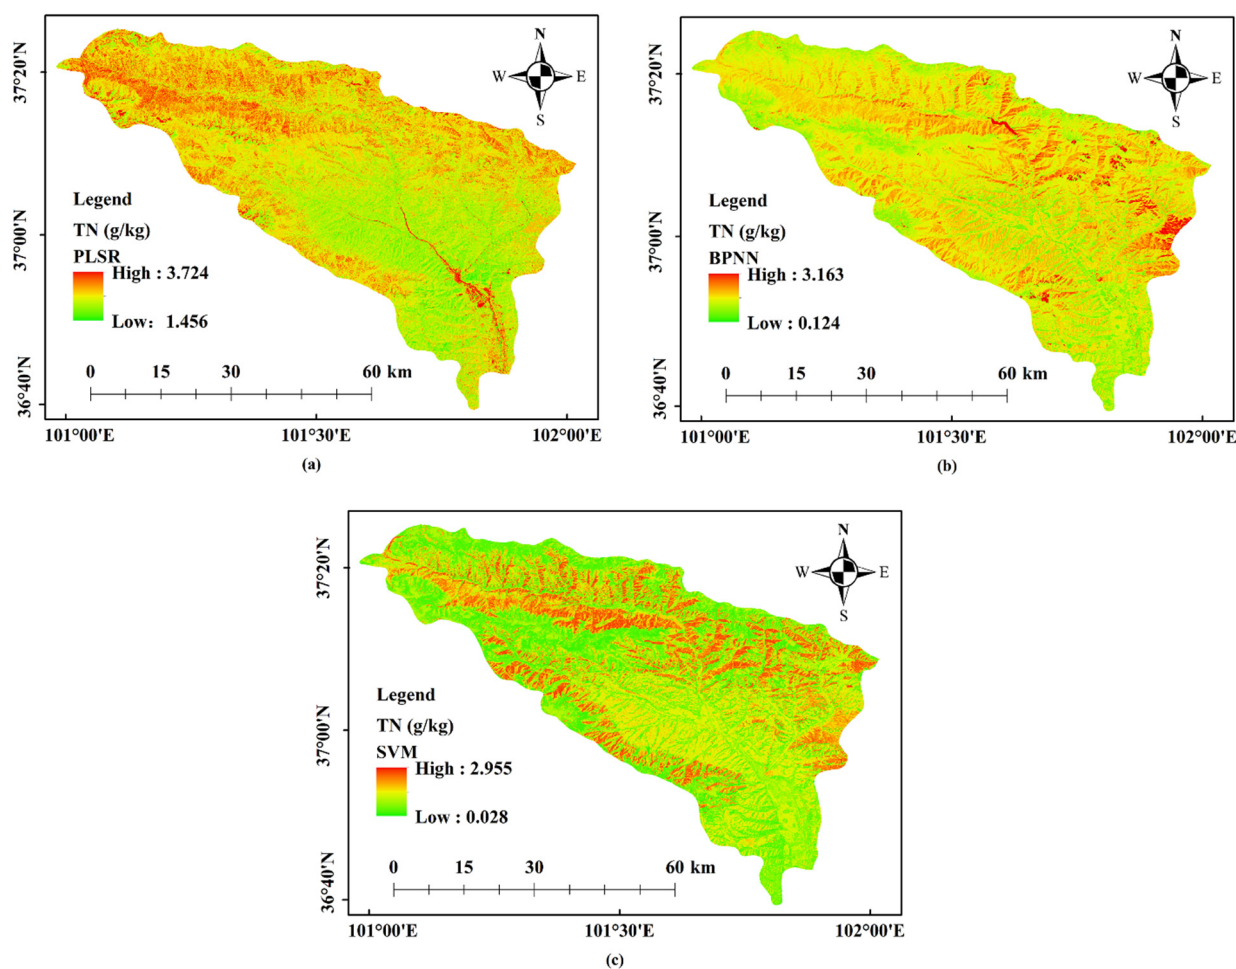 N
W E
S
37°20'N
37°00'N
36°40'N
Legend
TN (g/kg)
PLSR
High : 3.724
Low: 1.456
0 15 30 60 km
101°00'E 101°30'E 102°00'E
(a)
N
W E
S
37°20'N
37°00'N
36°40'N
Legend
TN (g/kg)
BPNN
High : 3.163
Low : 0.124
0 15 30 60 km
101°00'E 101°30'E 102°00'E
(b)
N
W E
S
37°20'N
37°00'N
36°40'N
Legend
TN (g/kg)
SVM
High : 2.955
Low : 0.028
0 15 30 60 km
101°00'E 101°30'E 102°00'E
(c)